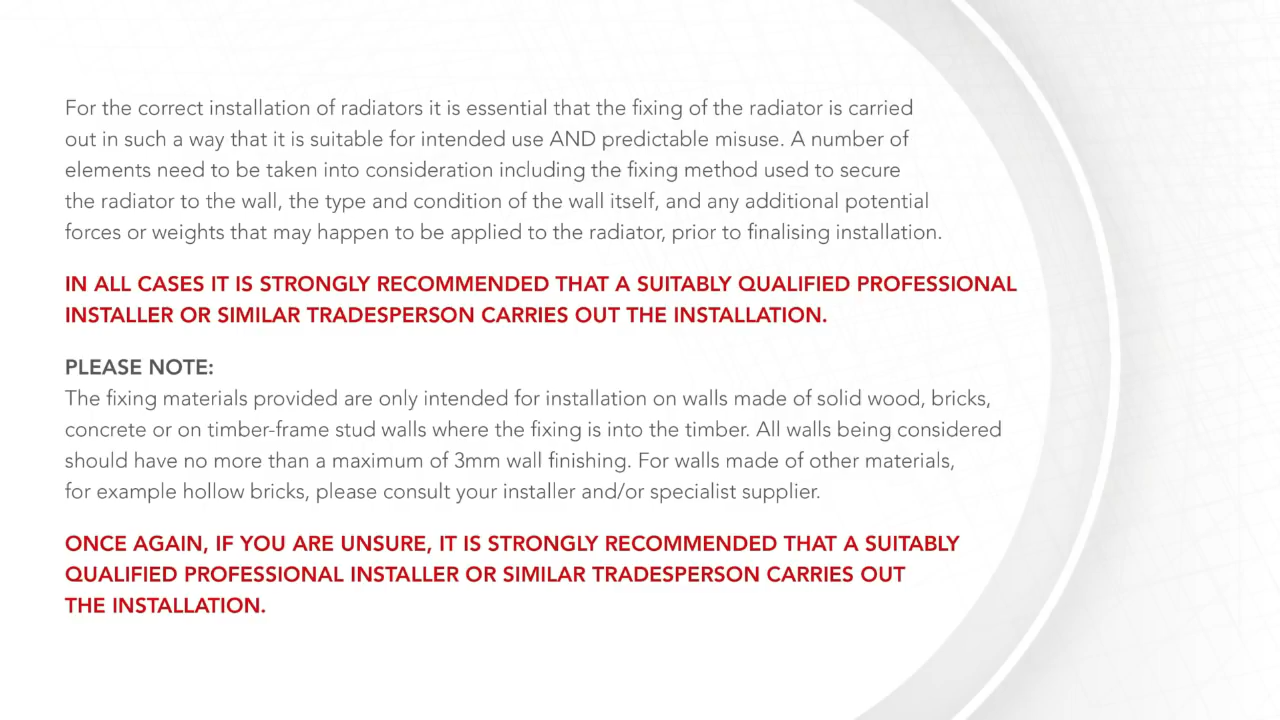 For the correct installation of radiators it is essential that the fixing of the radiator is carried
out in such a way that it is suitable for intended use AND predictable misuse. A number of
elements need to be taken into consideration including the fixing method used to secure
the radiator to the wall, the type and condition of the wall itself, and any additional potential
forces or weights that may happen to be applied to the radiator, prior to finalising installation.
IN ALL CASES IT IS STRONGLY RECOMMENDED THAT A SUITABLY QUALIFIED PROFESSIONAL
INSTALLER OR SIMILAR TRADESPERSON CARRIES OUT THE INSTALLATION.
PLEASE NOTE:
The fixing materials provided are only intended for installation on walls made of solid wood, bricks,
concrete or on timber-frame stud walls where the fixing is into the timber. All walls being considered
should have no more than a maximum of 3mm wall finishing. For walls made of other materials,
for example hollow bricks, please consult your installer and/or specialist supplier.
ONCE AGAIN, IF YOU ARE UNSURE, IT IS STRONGLY RECOMMENDED THAT A SUITABLY
QUALIFIED PROFESSIONAL INSTALLER OR SIMILAR TRADESPERSON CARRIES OUT
THE INSTALLATION.